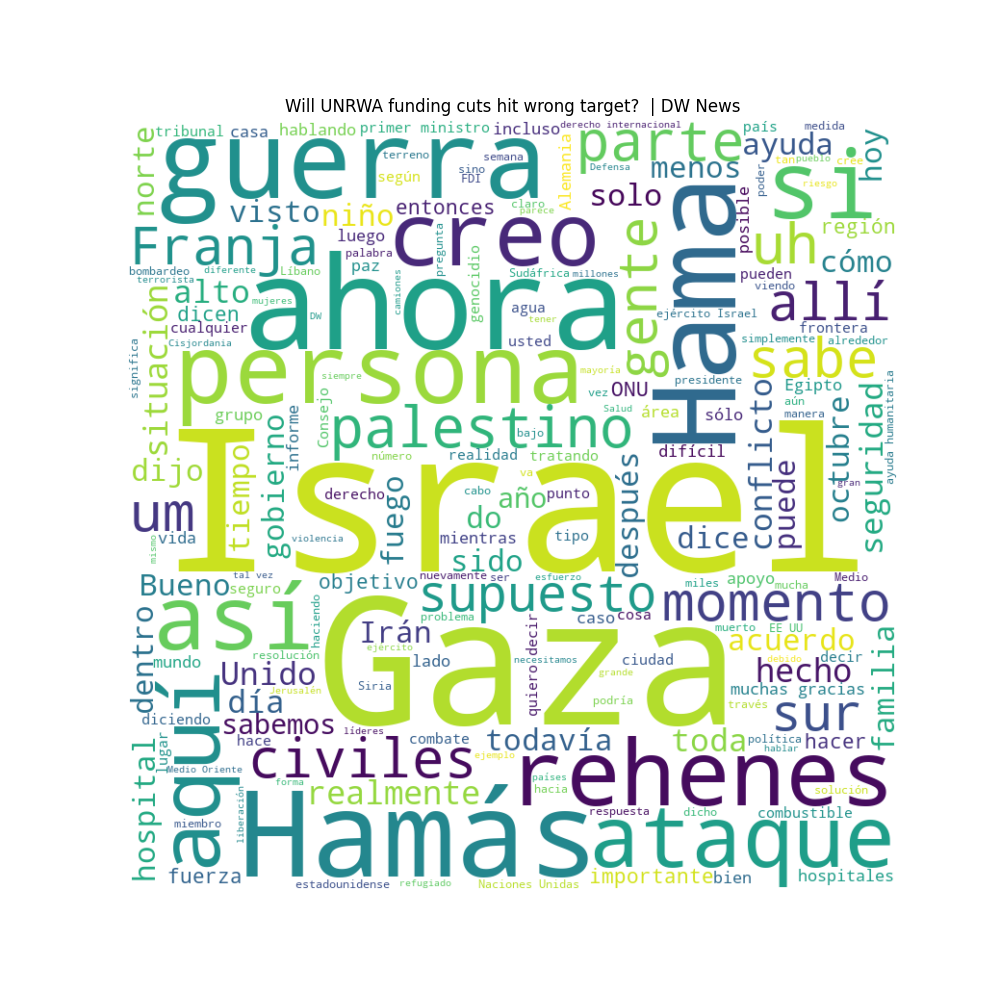 Will UNRWA funding cuts hit wrong target?  | DW News
norte
tribunal
casa
hablando
primer ministro
incluso
derecho internacional
parte
país
medida
ayuda
hoy
guerra
terreno
semana
sino
FDI
según
Alemania
Defensa
menos
tan
pueblo
cree
poder
si
riesgo
visto
niño
entonces
claro
parece
solo
Hama
posible
uh
región
Franja
luego
palabra
creo
pregunta
gente
cómo
bombardeo
terrorista
diferente
Líbano
paz
camiones
genocidio
Sudáfrica
millones
pueden
viendo
allí
situación
alto
mujeres
ahora
agua
tener
ejército Israel
frontera
dicen
DW
cualquier
Cisjordania
usted
simplemente
alrededor
significa
persona
siempre
mayoría
sabe
ONU
presidente
vez
Egipto
aún
manera
grupo
Consejo
informe
palestino
bajo
Salud
área
sólo
conflicto
octubre
seguridad
ayuda humanitaria
gobierno
número
realidad
tratando
difícil
dijo
tiempo
Israel
va
gran
derecho
fuego
cabo
año
punto
después
puede
um
vida
violencia
do
mientras
tipo
dice
mismo
sido
Bueno
tal vez
seguro
objetivo
nuevamente
ser
esfuerzo
miles
apoyo
mucha
Medio
dentro
así
haciendo
supuesto
momento
problema
caso
cosa
Gaza
Irán
muerto
EE UU
acuerdo
familia
mundo
resolución
ejército
lado
necesitamos
quiero decir
ciudad
debido
decir
aquí
Unido
Jerusalén
Siria
grande
hecho
muchas gracias
día
podría
través
sur
diciendo
sabemos
líderes
hospital
lugar
hace
combate
todavía
toda
política
hablar
hacer
Medio Oriente
civiles
ejemplo
rehenes
países
hacia
forma
realmente
solución
miembro
liberación
Hamás
respuesta
dicho
combustible
ataque
fuerza
estadounidense
refugiado
Naciones Unidas
importante
bien
hospitales